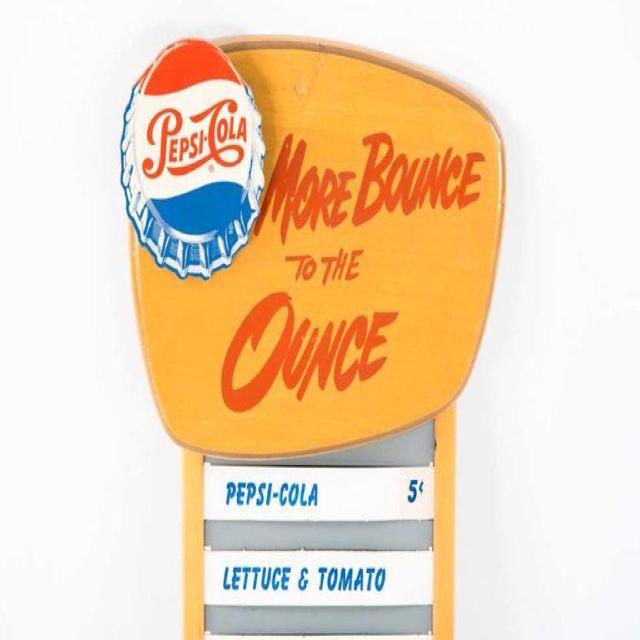 PEPSI-COLA
®
MORE BOUNCE
TO THE
OUNCE
PEPSI-COLA 5¢
LETTUCE & TOMATO